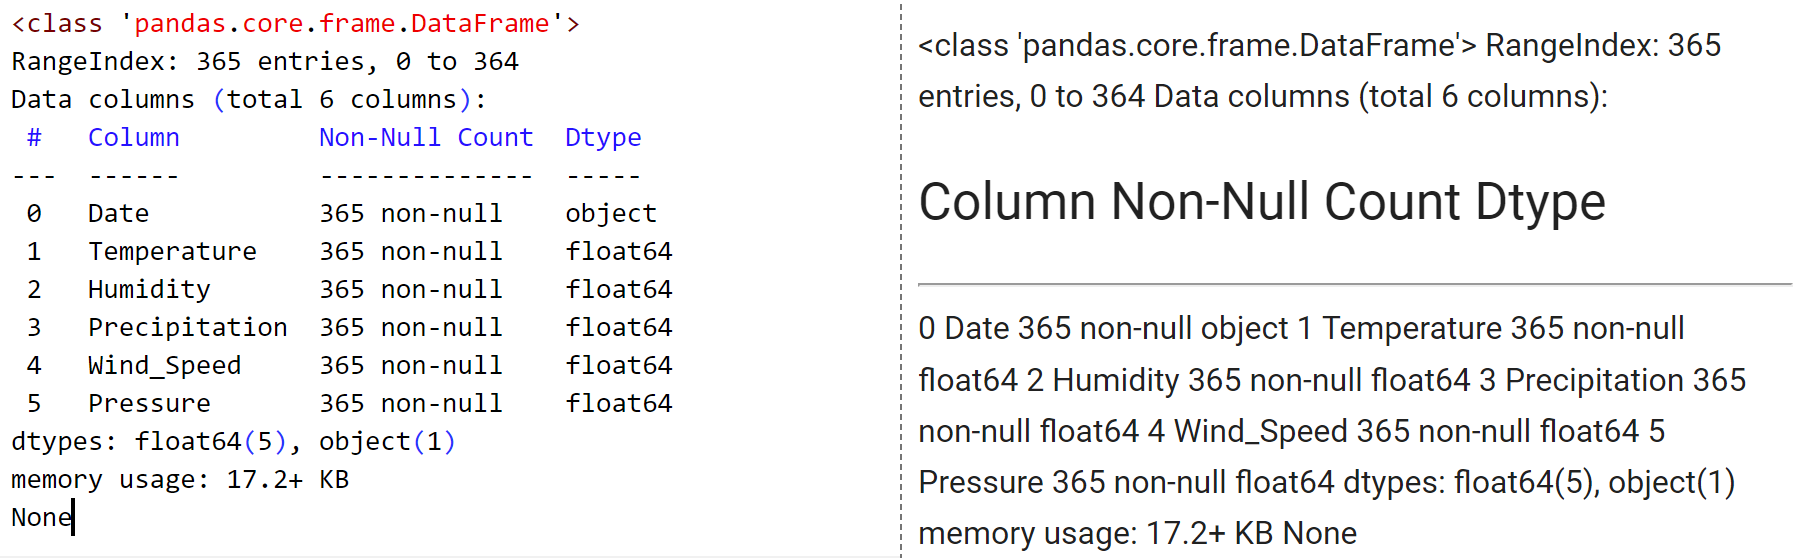 <class 'pandas.core.frame.DataFrame'>
RangeIndex: 365 entries, 0 to 364
Data columns (total 6 columns):
 #   Column         Non-Null Count  Dtype
---  ------         --------------  -----
 0   Date           365 non-null    object
 1   Temperature    365 non-null    float64
 2   Humidity       365 non-null    float64
 3   Precipitation  365 non-null    float64
 4   Wind_Speed     365 non-null    float64
 5   Pressure       365 non-null    float64
dtypes: float64(5), object(1)
memory usage: 17.2+ KB
None
<class 'pandas.core.frame.DataFrame'> RangeIndex: 365
entries, 0 to 364 Data columns (total 6 columns):
Column Non-Null Count Dtype
0 Date 365 non-null object 1 Temperature 365 non-null
float64 2 Humidity 365 non-null float64 3 Precipitation 365
non-null float64 4 Wind_Speed 365 non-null float64 5
Pressure 365 non-null float64 dtypes: float64(5), object(1)
memory usage: 17.2+ KB None